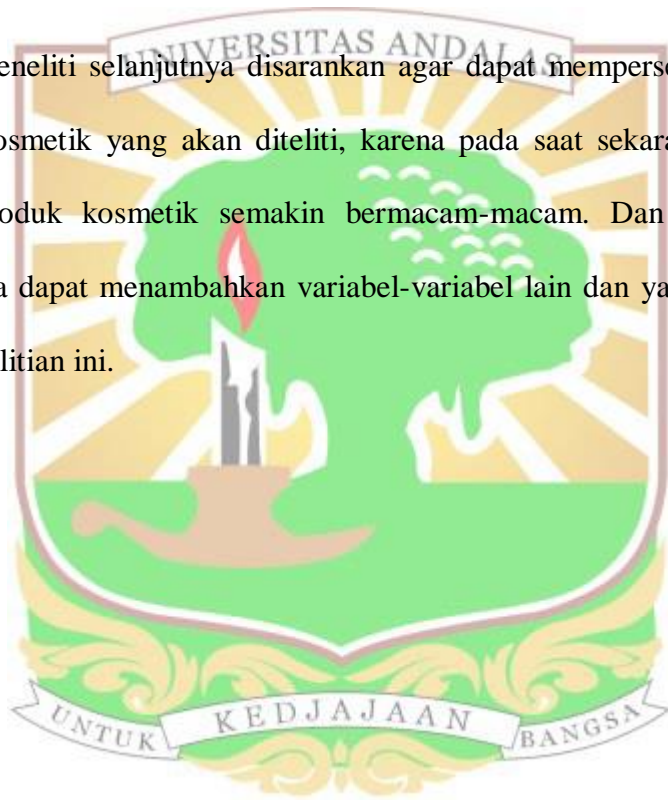 UNIVERSITAS ANDALAS
eneliti selanjutnya disarankan agar dapat memperse
osmetik yang akan diteliti, karena pada saat sekara
oduk kosmetik semakin bermacam-macam. Dan
a dapat menambahkan variabel-variabel lain dan ya
litian ini.
UNTUK KEDJAJAAN BANGSA